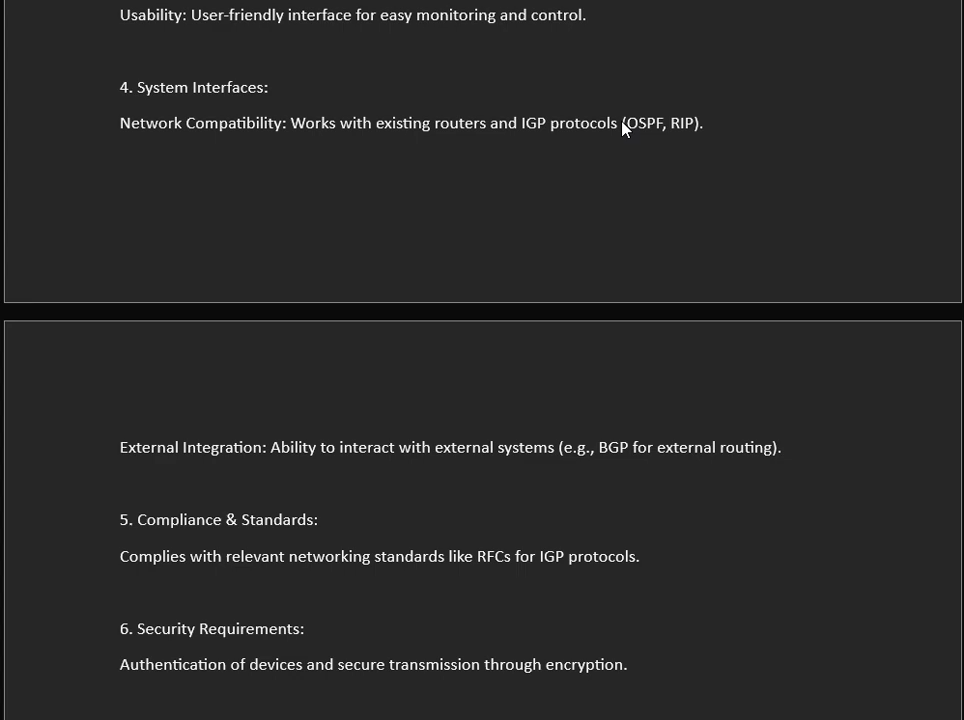 Usability: User-friendly interface for easy monitoring and control.
4. System Interfaces:
Network Compatibility: Works with existing routers and IGP protocols (OSPF, RIP).
External Integration: Ability to interact with external systems (e.g., BGP for external routing).
5. Compliance & Standards:
Complies with relevant networking standards like RFCs for IGP protocols.
6. Security Requirements:
Authentication of devices and secure transmission through encryption.